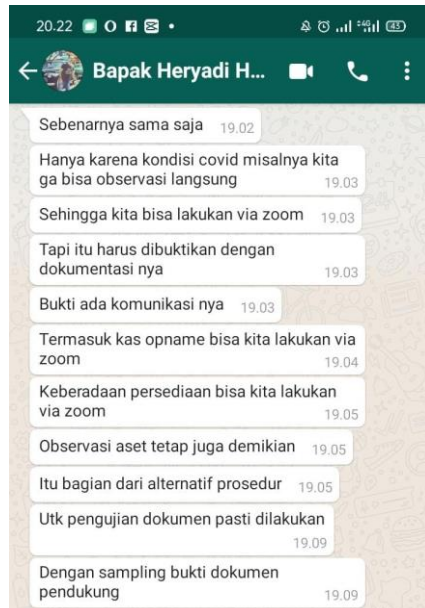 20.22
45
Bapak Heryadi H...
Sebenarnya sama saja 19.02
Hanya karena kondisi covid misalnya kita
ga bisa observasi langsung 19.03
Sehingga kita bisa lakukan via zoom 19.03
Tapi itu harus dibuktikan dengan
dokumentasi nya 19.03
Bukti ada komunikasi nya 19.03
Termasuk kas opname bisa kita lakukan via
zoom 19.04
Keberadaan persediaan bisa kita lakukan
via zoom 19.05
Observasi aset tetap juga demikian 19.05
Itu bagian dari alternatif prosedur 19.05
Utk pengujian dokumen pasti dilakukan
19.09
Dengan sampling bukti dokumen
pendukung 19.09